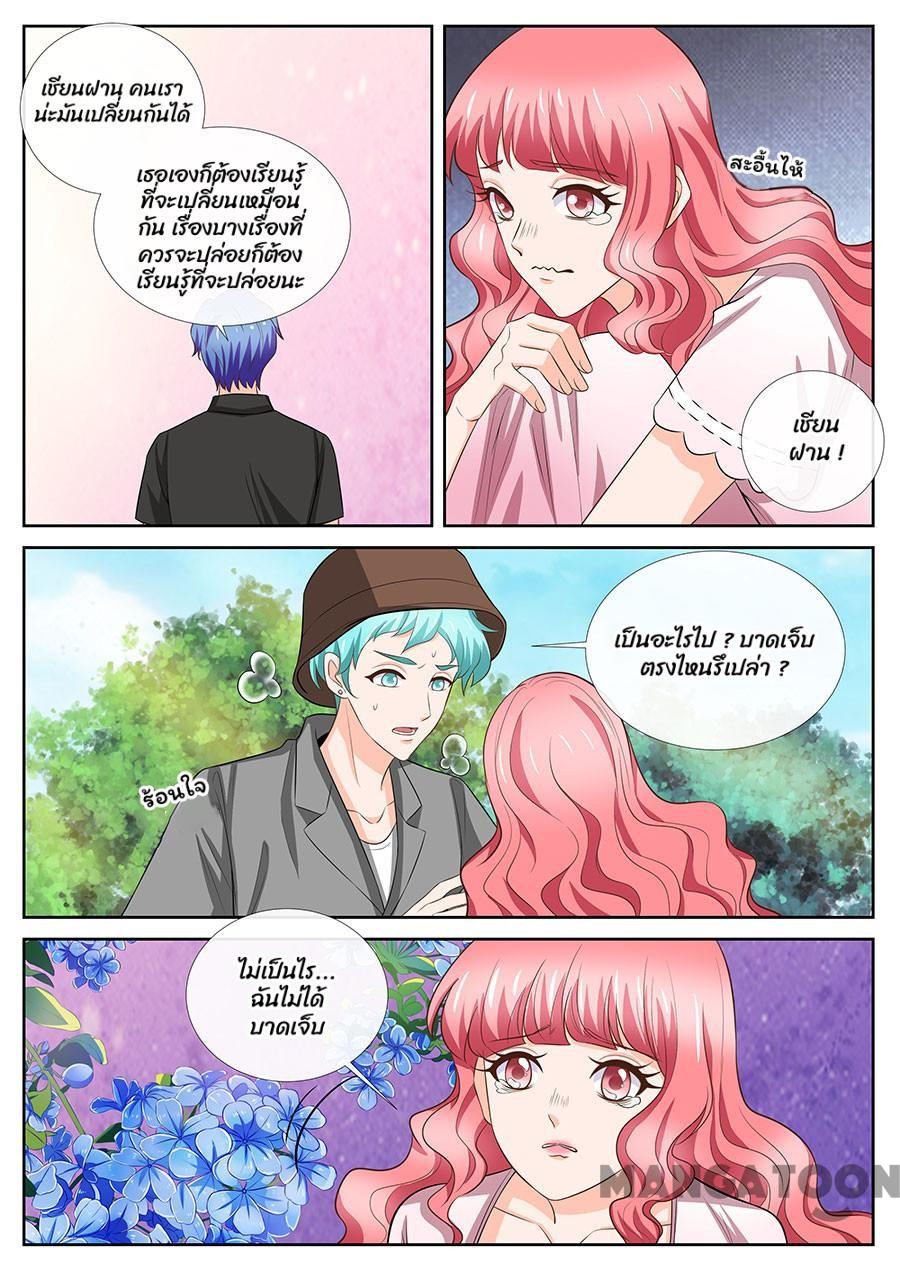 เซียนฝาน คนเรา
น่ะมันเปลี่ยนกันได้
เธอเองก็ต้องเรียนรู้
ที่จะเปลี่ยนเหมือน
กัน เรื่องบางเรื่องที่
ควรจะปล่อยก็ต้อง
เรียนรู้ที่จะปล่อยนะ
สะอื้นไห้
เซียน
ฝาน !
เป็นอะไรไป ? บาดเจ็บ
ตรงไหนรึเปล่า ?
ร้อนใจ
ไม่เป็นไร...
ฉันไม่ได้
บาดเจ็บ
MANGATOON